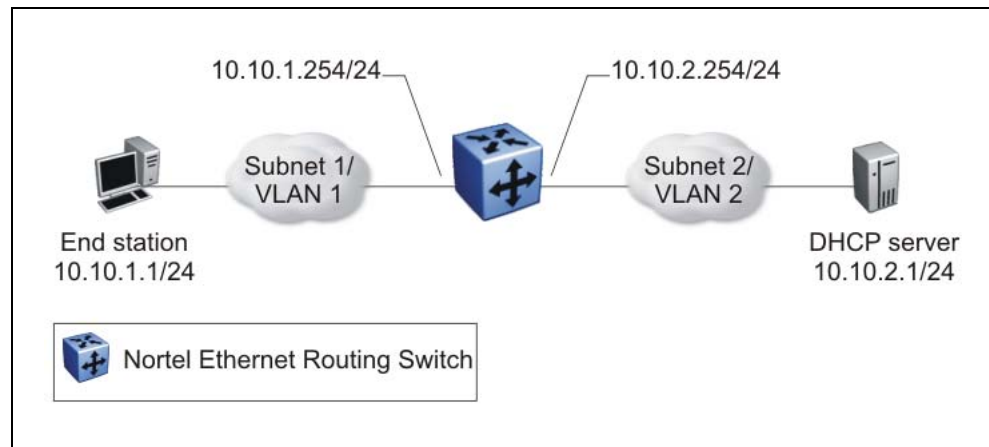 10.10.1.254/24
10.10.2.254/24
Subnet 1/
VLAN 1
Subnet 2/
VLAN 2
End station
10.10.1.1/24
DHCP server
10.10.2.1/24
Nortel Ethernet Routing Switch